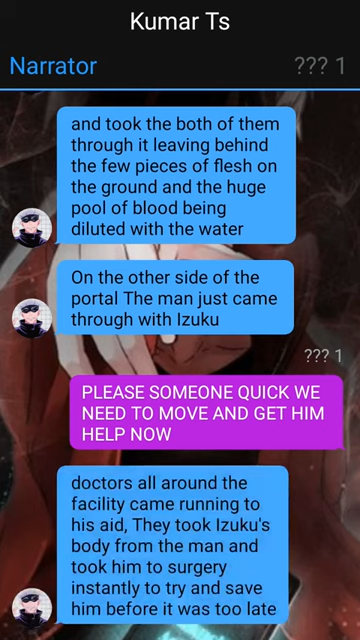 Kumar Ts
Narrator
??? 1
and took the both of them
through it leaving behind
the few pieces of flesh on
the ground and the huge
pool of blood being
diluted with the water
On the other side of the
portal The man just came
through with Izuku
??? 1
PLEASE SOMEONE QUICK WE
NEED TO MOVE AND GET HIM
HELP NOW
doctors all around the
facility came running to
his aid, They took Izuku's
body from the man and
took him to surgery
instantly to try and save
him before it was too late